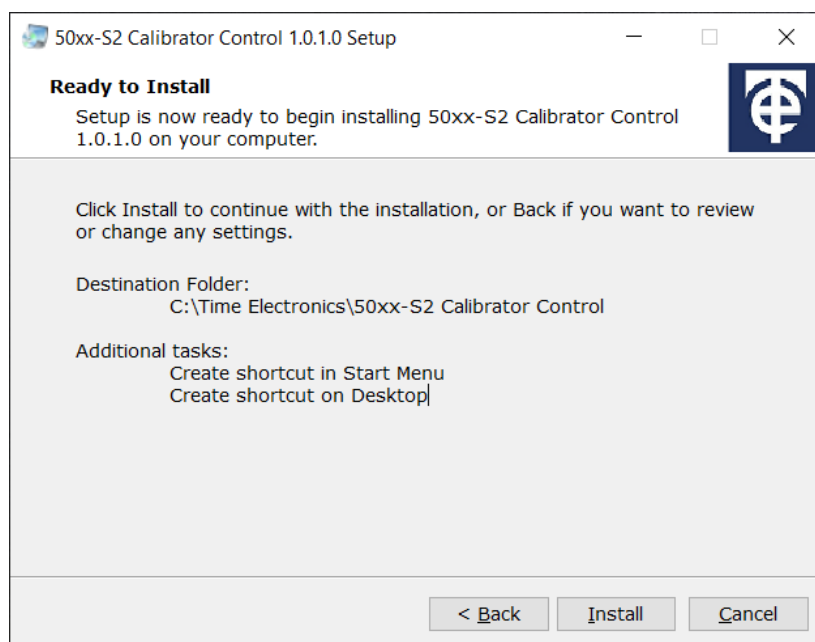 50xx-S2 Calibrator Control 1.0.1.0 Setup
Ready to Install
Setup is now ready to begin installing 50xx-S2 Calibrator Control
1.0.1.0 on your computer.
Click Install to continue with the installation, or Back if you want to review
or change any settings.
Destination Folder:
C:\Time Electronics\50xx-S2 Calibrator Control
Additional tasks:
Create shortcut in Start Menu
Create shortcut on Desktop
< Back
Install
Cancel